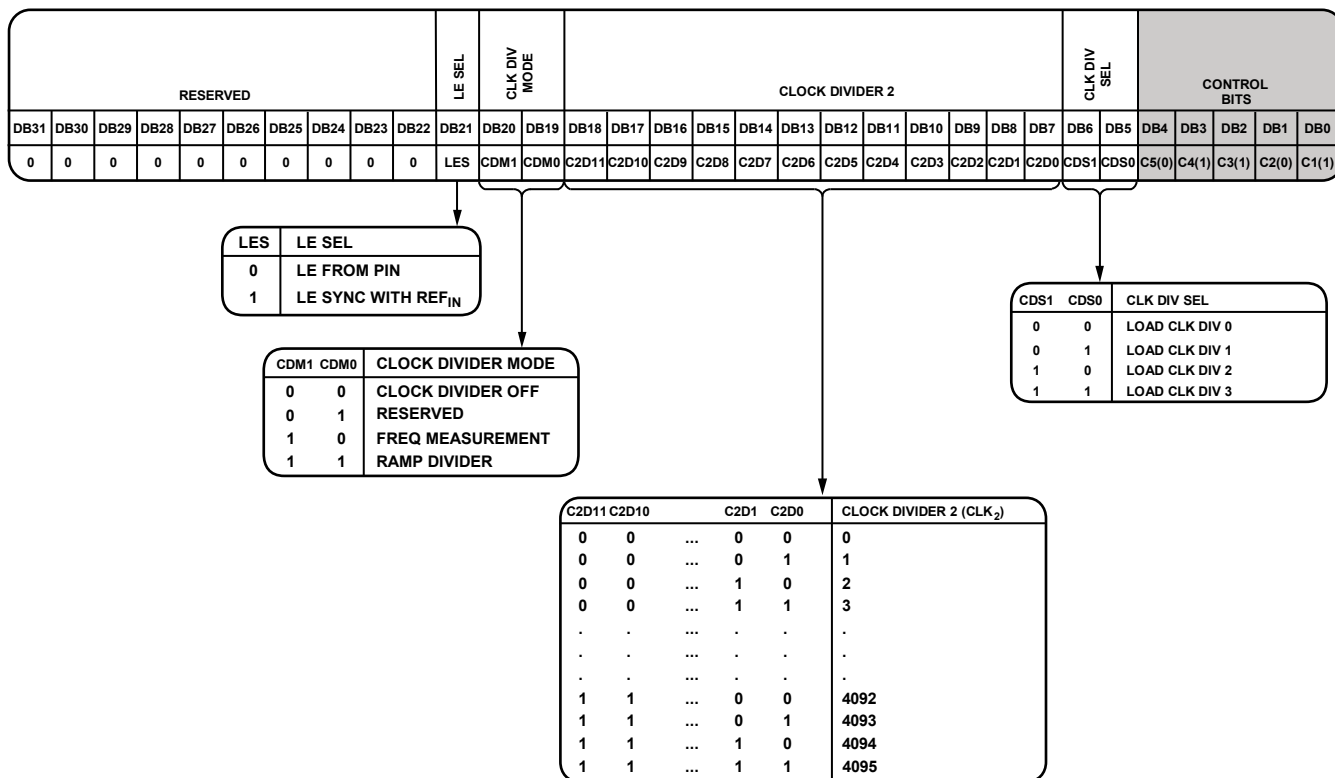 RESERVED LE SEL CLK DIV MODE CLOCK DIVIDER 2 CLK DIV SEL CONTROL BITS
DB31 DB30 DB29 DB28 DB27 DB26 DB25 DB24 DB23 DB22 DB21 DB20 DB19 DB18 DB17 DB16 DB15 DB14 DB13 DB12 DB11 DB10 DB9 DB8 DB7 DB6 DB5 DB4 DB3 DB2 DB1 DB0
0 0 0 0 0 0 0 0 0 0 LES CDM1 CDM0 C2D11 C2D10 C2D9 C2D8 C2D7 C2D6 C2D5 C2D4 C2D3 C2D2 C2D1 C2D0 CDS1 CDS0 C5(0) C4(1) C3(1) C2(0) C1(1)
LES LE SEL
0 LE FROM PIN
1 LE SYNC WITH REFIN
CDM1 CDM0 CLOCK DIVIDER MODE
0 0 CLOCK DIVIDER OFF
0 1 RESERVED
1 0 FREQ MEASUREMENT
1 1 RAMP DIVIDER
CDS1 CDS0 CLK DIV SEL
0 0 LOAD CLK DIV 0
0 1 LOAD CLK DIV 1
1 0 LOAD CLK DIV 2
1 1 LOAD CLK DIV 3
C2D11 C2D10 C2D1 C2D0 CLOCK DIVIDER 2 (CLK2)
0 0 ... 0 0 0
0 0 ... 0 1 1
0 0 ... 1 0 2
0 0 ... 1 1 3
. . ... . . .
. . ... . . .
. . ... . . .
1 1 ... 0 0 4092
1 1 ... 0 1 4093
1 1 ... 1 0 4094
1 1 ... 1 1 4095